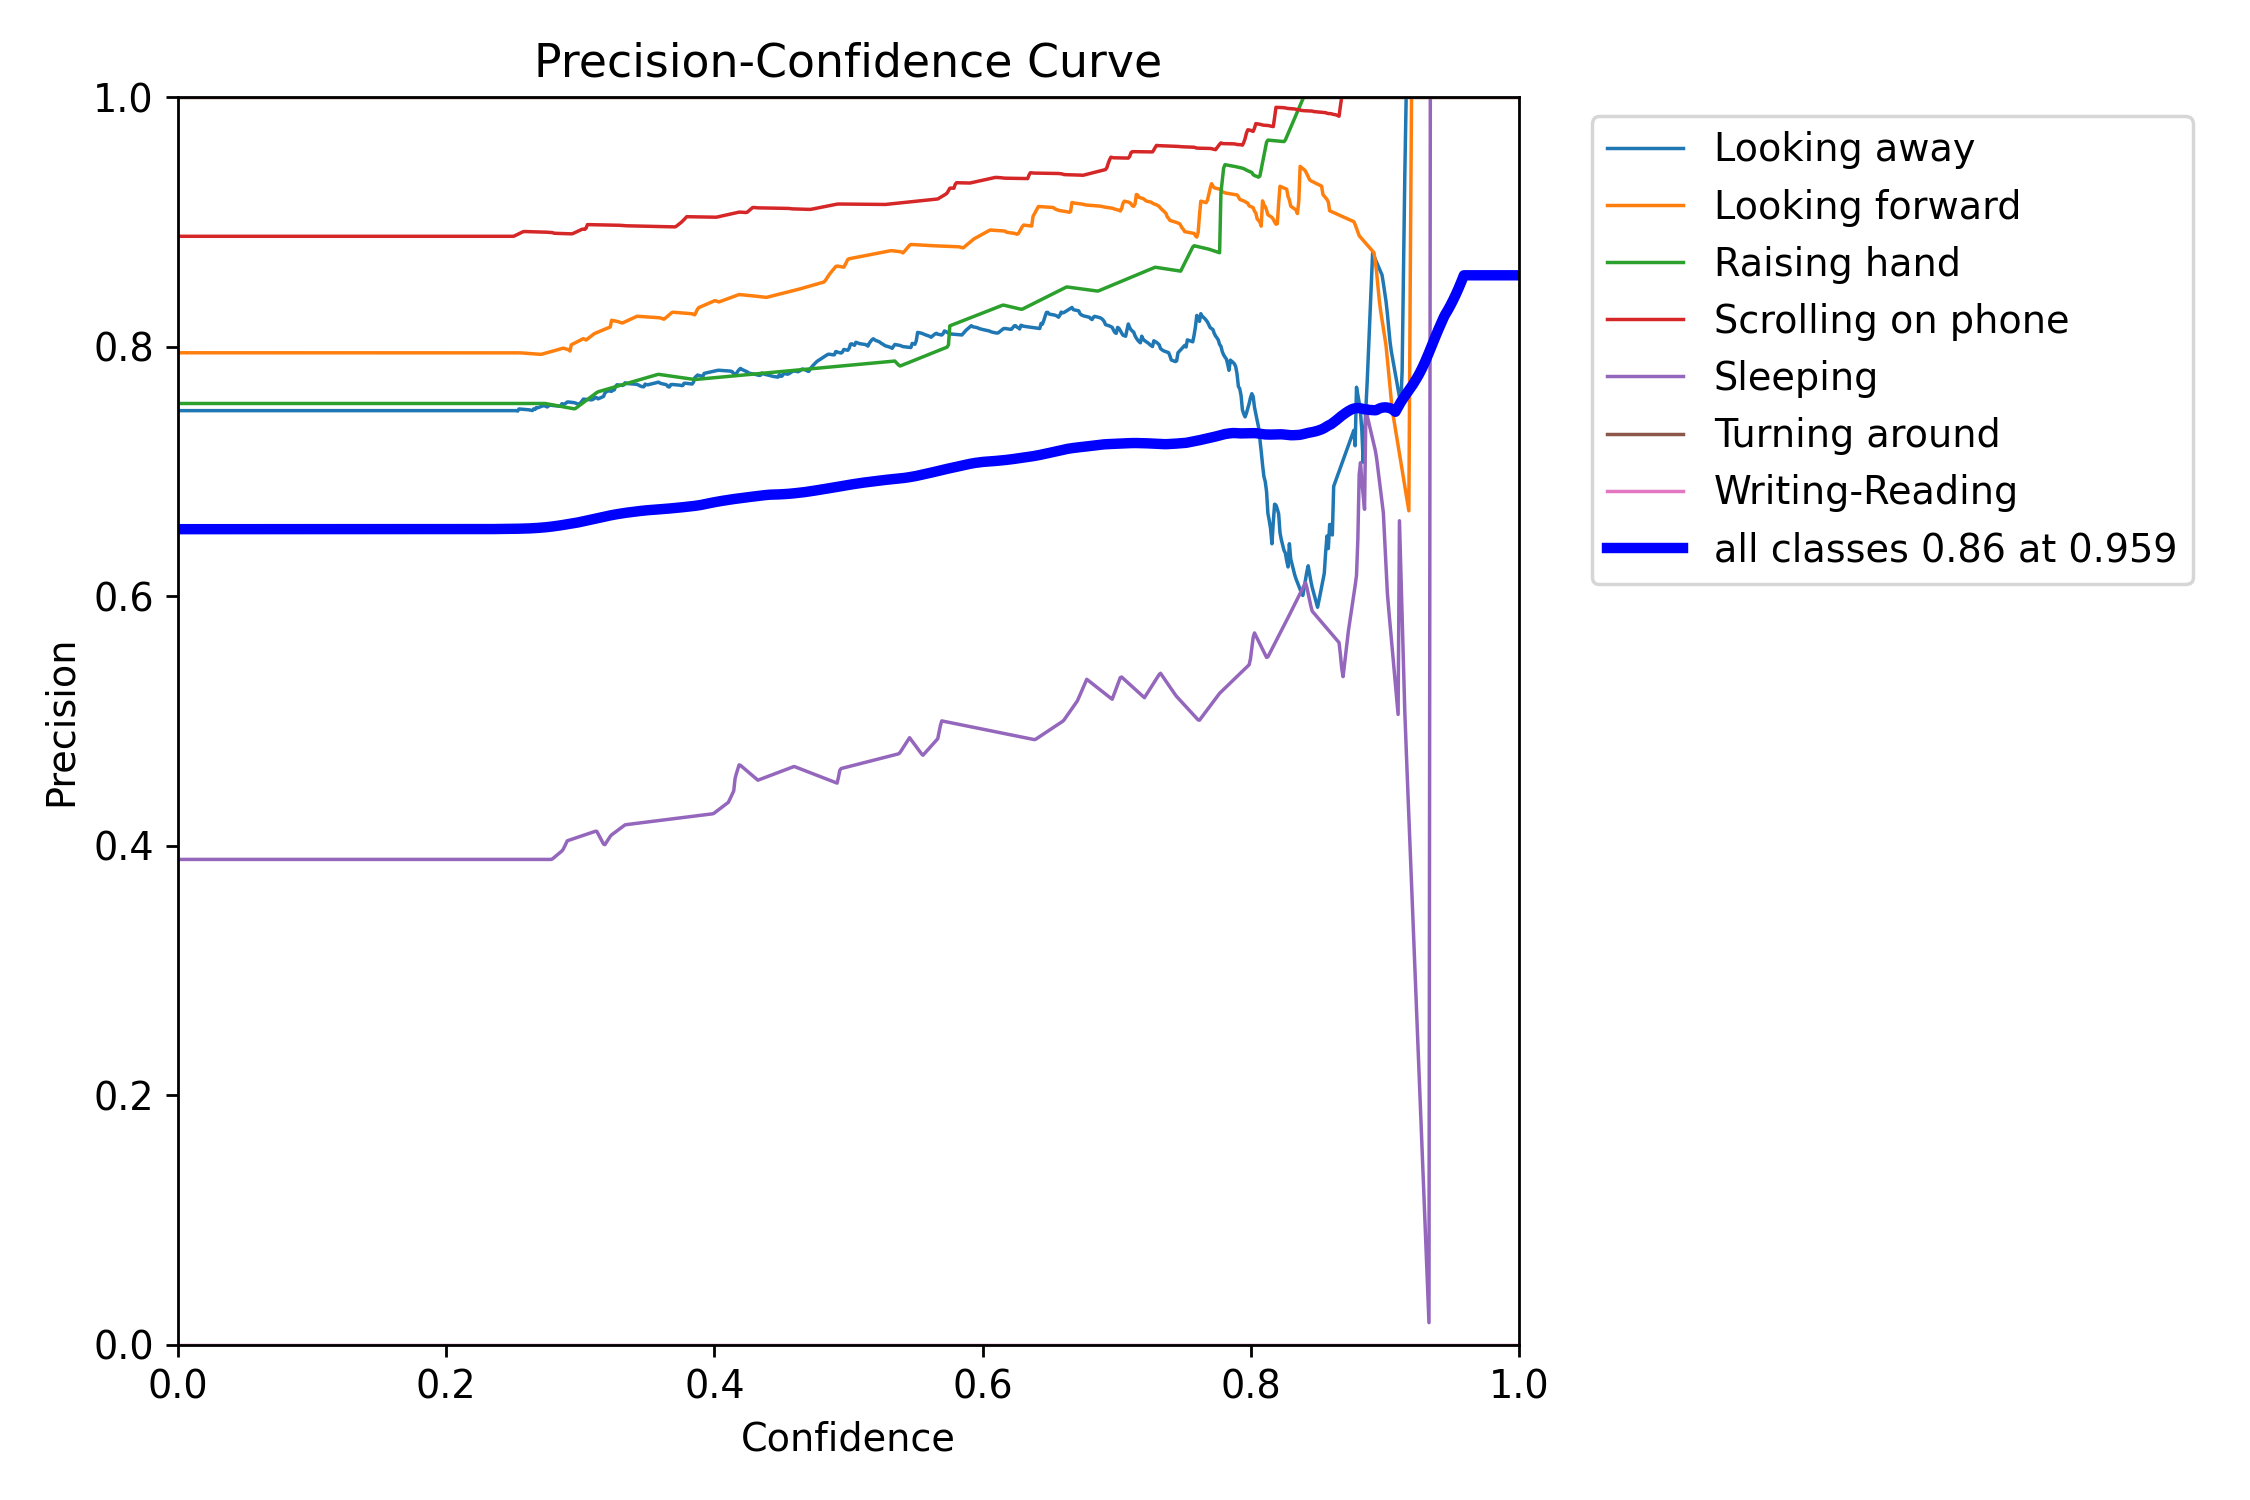 Precision-Confidence Curve
1.0
0.8
0.6
0.4
0.2
0.0
Precision
0.0 0.2 0.4 0.6 0.8 1.0
Confidence
Looking away
Looking forward
Raising hand
Scrolling on phone
Sleeping
Turning around
Writing-Reading
all classes 0.86 at 0.959